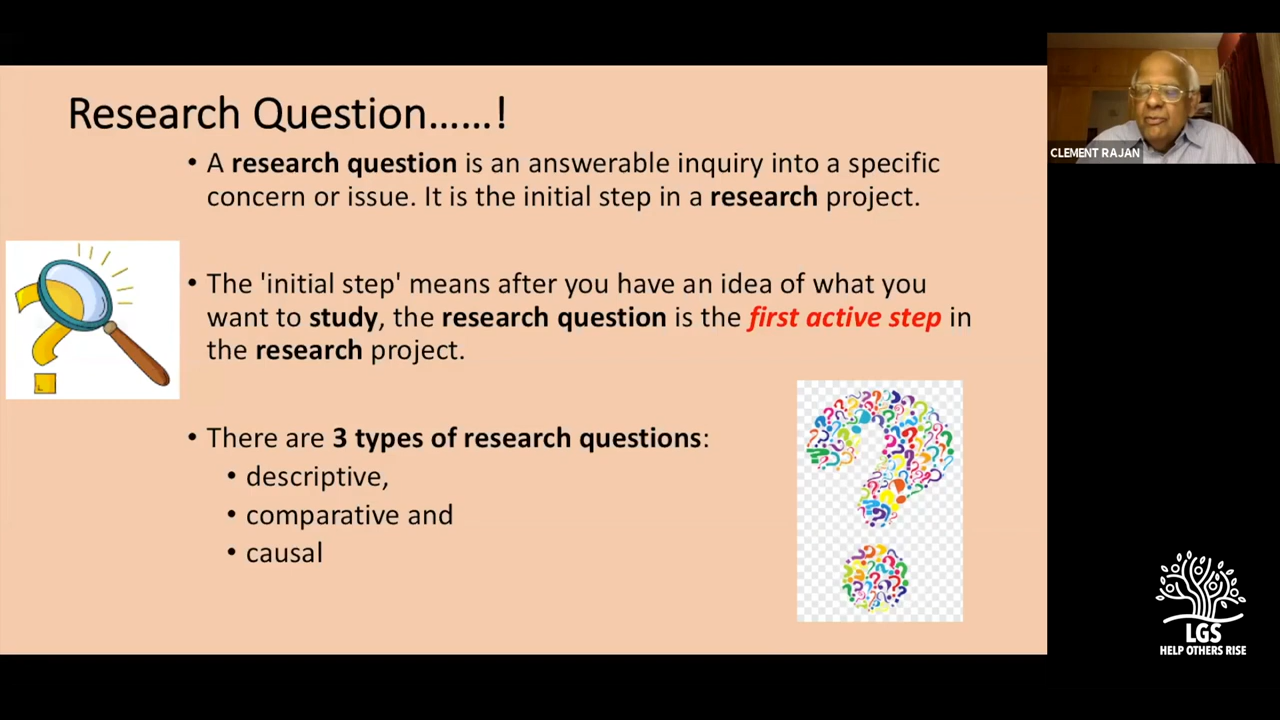 Research Question......!
• A research question is an answerable inquiry into a specific
concern or issue. It is the initial step in a research project.
• The 'initial step' means after you have an idea of what you
want to study, the research question is the first active step in
the research project.
• There are 3 types of research questions:
• descriptive,
• comparative and
• causal
CLEMENT RAJAN
LGS
HELP OTHERS RISE